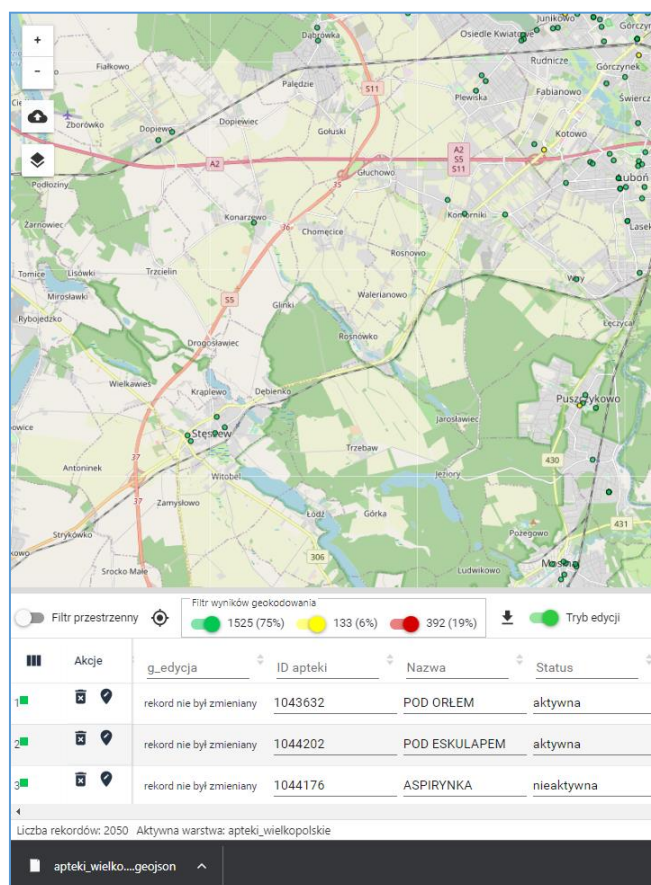 Dąbrówka
Junikowo
Górczyn
Osiedle Kwiatowe
+
−
Fiałkowo
Palędzie
S11
Rudnicze
Górczynek
Plewiska
Fabianowo
Świercz
Zborówko
Dopiewo
Dopiewiec
Gołuski
Kotowo
A2
A2
S5
S11
Głuchowo
35
Luboń
Podłoziny
Konarzewo
36
Komorniki
Żarnowiec
Chomęcice
Lasek
Rosnowo
Tomice
Lisówki
Trzcielin
Wiry
Mirosławki
S5
Glinki
Walerianowo
Rybojedzko
Łęczyca
Drogosławiec
Rosnówko
Wielkawieś
Krąplewo
Dębienko
Puszczykowo
Jarosławiec
Stęszew
Trzebaw
Antoninek
37
Witobel
Jeziory
430
37
Zamysłowo
Łódź
Górka
431
Strykówko
Pożegowo
306
Srocko Małe
Ludwikowo
Mosina
Filtr przestrzenny
Filtr wyników geokodowania
1525 (75%)
133 (6%)
392 (19%)
Tryb edycji
Akcje
g_edycja
ID apteki
Nazwa
Status
1
rekord nie był zmieniany
1043632
POD ORŁEM
aktywna
2
rekord nie był zmieniany
1044202
POD ESKULAPEM
aktywna
3
rekord nie był zmieniany
1044176
ASPIRYNKA
nieaktywna
Liczba rekordów: 2050 Aktywna warstwa: apteki_wielkopolskie
apteki_wielko....geojson